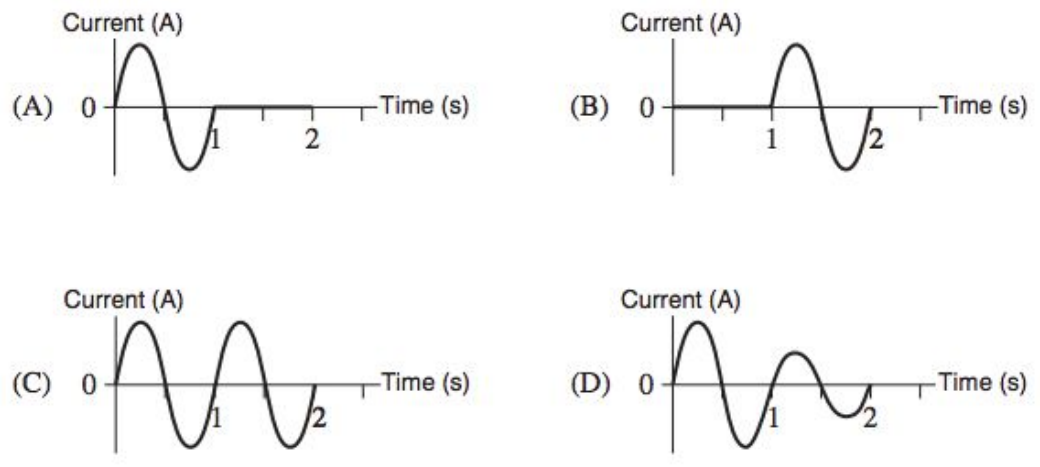 Current (A)
(A) 0 Time (s)
1 2
Current (A)
(B) 0 Time (s)
1 2
Current (A)
(C) 0 Time (s)
1 2
Current (A)
(D) 0 Time (s)
1 2